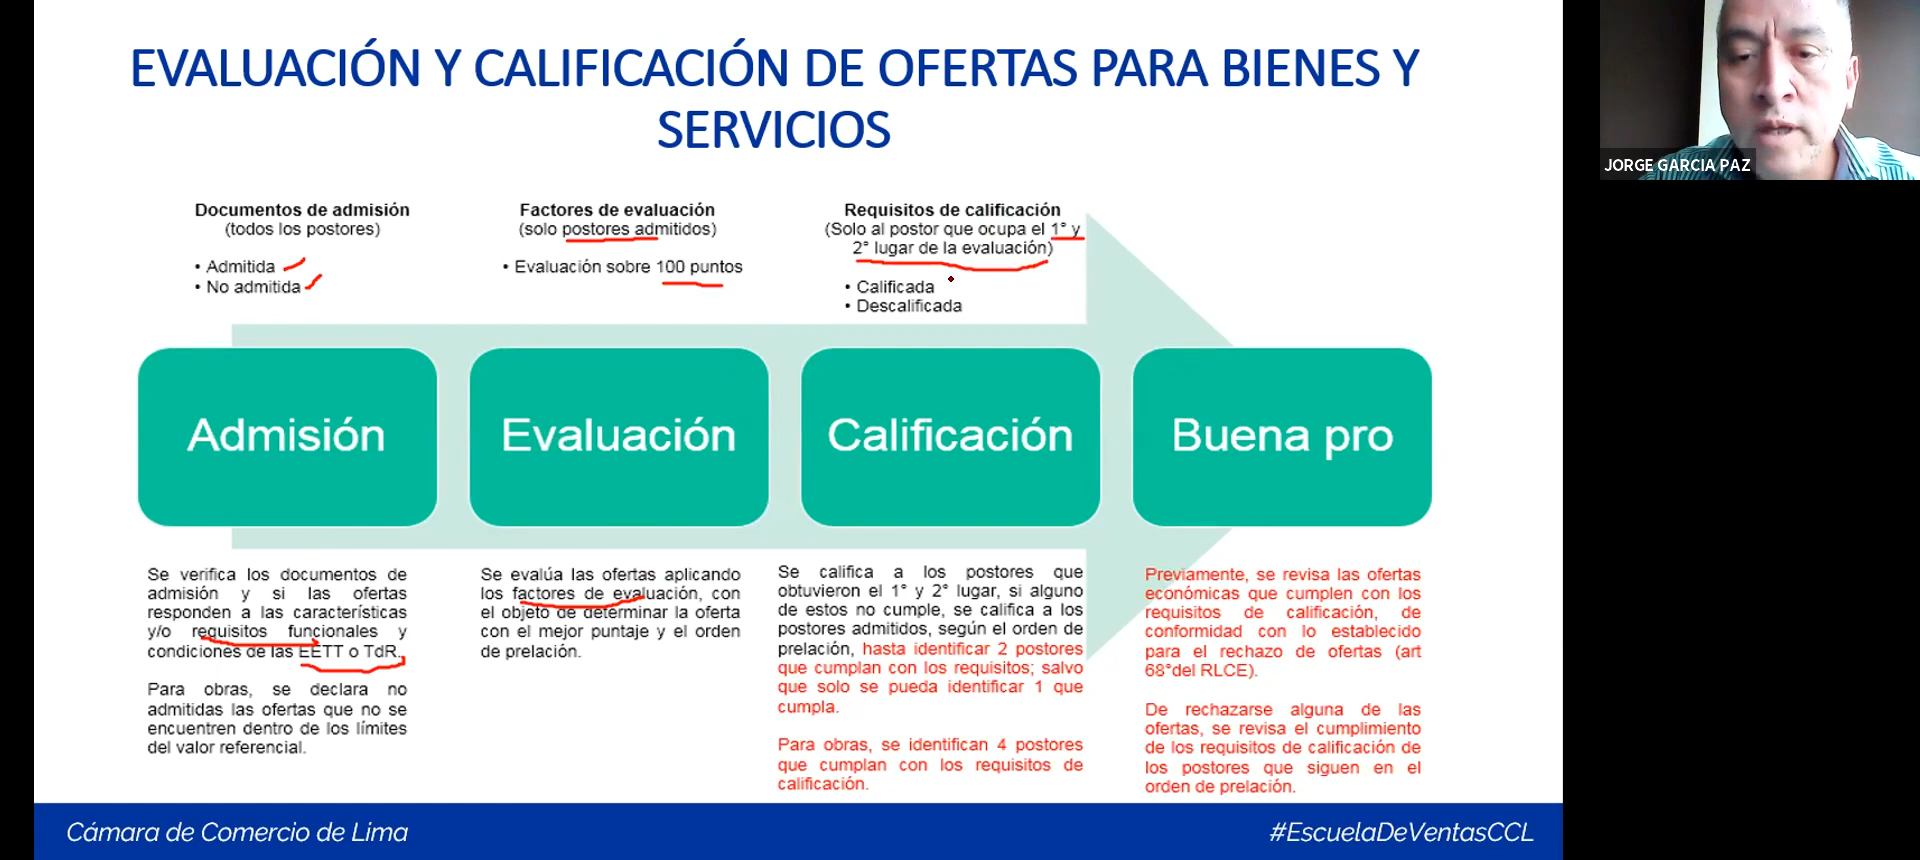 EVALUACIÓN Y CALIFICACIÓN DE OFERTAS PARA BIENES Y
SERVICIOS
JORGE GARCIA PAZ
Documentos de admisión
(todos los postores)
• Admitida
• No admitida
Factores de evaluación
(solo postores admitidos)
• Evaluación sobre 100 puntos
Requisitos de calificación
(Solo al postor que ocupa el 1° y
2° lugar de la evaluación)
• Calificada
• Descalificada
Admisión
Evaluación
Calificación
Buena pro
Se verifica los documentos de
admisión y si las ofertas
responden a las características
y/o requisitos funcionales y
condiciones de las EETT o TdR.
Para obras, se declara no
admitidas las ofertas que no se
encuentren dentro de los límites
del valor referencial.
Se evalúa las ofertas aplicando
los factores de evaluación, con
el objeto de determinar la oferta
con el mejor puntaje y el orden
de prelación.
Se califica a los postores que
obtuvieron el 1° y 2° lugar, si alguno
de estos no cumple, se califica a los
postores admitidos, según el orden de
prelación, hasta identificar 2 postores
que cumplan con los requisitos; salvo
que solo se pueda identificar 1 que
cumpla.
Para obras, se identifican 4 postores
que cumplan con los requisitos de
calificación.
Previamente, se revisa las ofertas
económicas que cumplen con los
requisitos de calificación, de
conformidad con lo establecido
para el rechazo de ofertas (art
68°del RLCE).
De rechazarse alguna de las
ofertas, se revisa el cumplimiento
de los requisitos de calificación de
los postores que siguen en el
orden de prelación.
Cámara de Comercio de Lima
#EscuelaDeVentasCCL